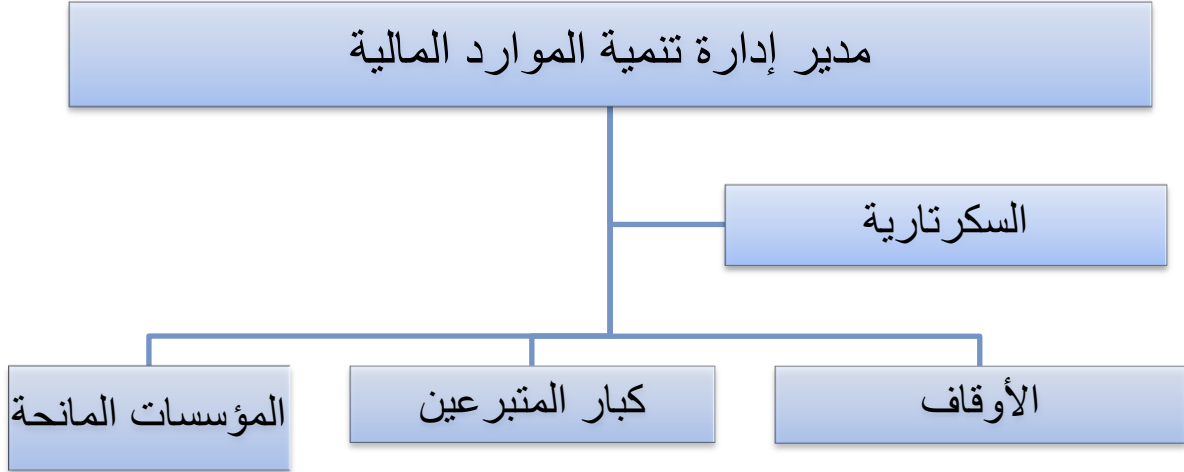 مدير إدارة تنمية الموارد المالية
السكرتارية
الأوقاف
كبار المتبرعين
المؤسسات المانحة